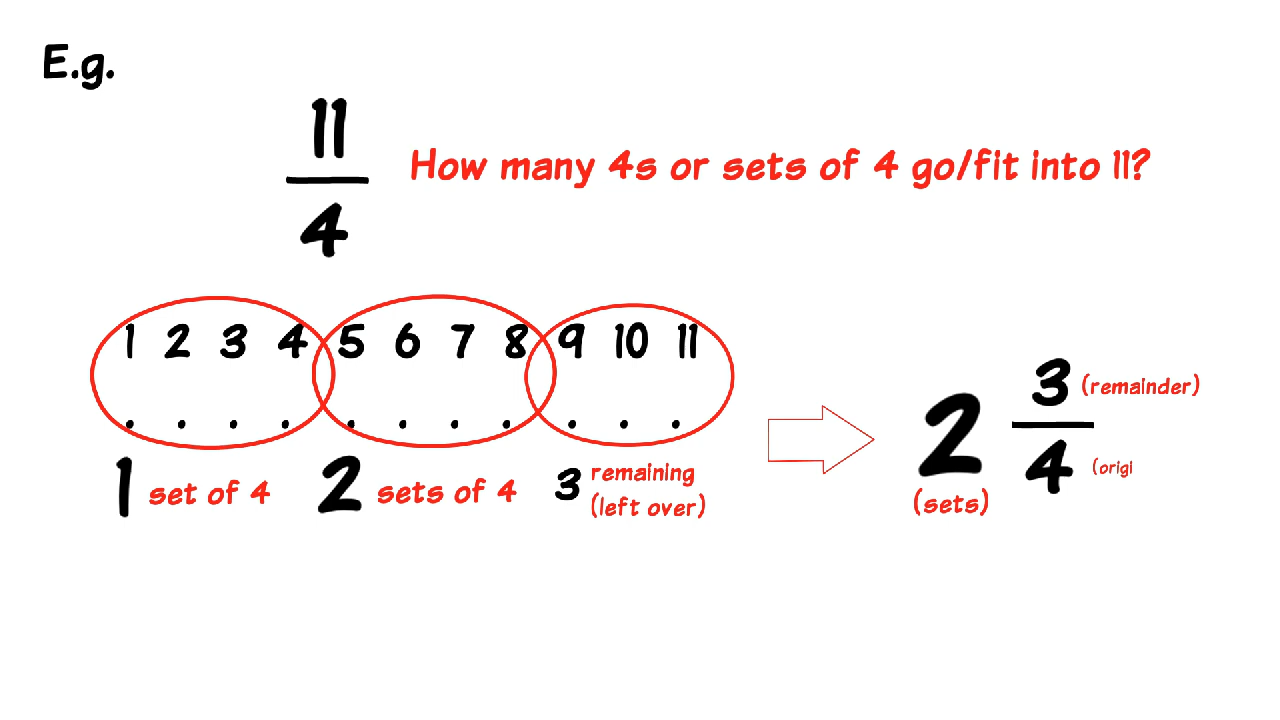 E.g.
11
4
How many 4s or sets of 4 go/fit into 11?
1 2 3 4 5 6 7 8 9 10 11
. . . . . . . . . . .
1 set of 4
2 sets of 4
3 remaining
(left over)
2
(sets)
3 (remainder)
4 (origi